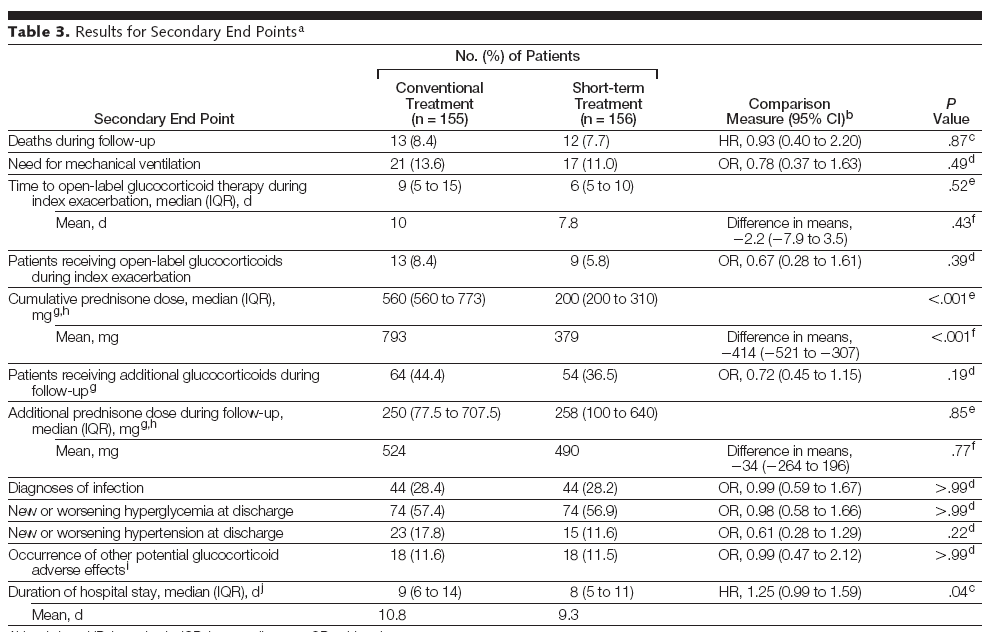 Table 3. Results for Secondary End Points a
No. (%) of Patients
Secondary End Point Conventional Treatment (n = 155) Short-term Treatment (n = 156) Comparison Measure (95% CI) b P Value
Deaths during follow-up 13 (8.4) 12 (7.7) HR, 0.93 (0.40 to 2.20) .87 c
Need for mechanical ventilation 21 (13.6) 17 (11.0) OR, 0.78 (0.37 to 1.63) .49 d
Time to open-label glucocorticoid therapy during 9 (5 to 15) 6 (5 to 10) .52 e
index exacerbation, median (IQR), d
Mean, d 10 7.8 Difference in means, .43 f
−2.2 (−7.9 to 3.5)
Patients receiving open-label glucocorticoids 13 (8.4) 9 (5.8) OR, 0.67 (0.28 to 1.61) .39 d
during index exacerbation
Cumulative prednisone dose, median (IQR), 560 (560 to 773) 200 (200 to 310) <.001 e
mg g,h
Mean, mg 793 379 Difference in means, <.001 f
−414 (−521 to −307)
Patients receiving additional glucocorticoids during 64 (44.4) 54 (36.5) OR, 0.72 (0.45 to 1.15) .19 d
follow-up g
Additional prednisone dose during follow-up, 250 (77.5 to 707.5) 258 (100 to 640) .85 e
median (IQR), mg g,h
Mean, mg 524 490 Difference in means, .77 f
−34 (−264 to 196)
Diagnoses of infection 44 (28.4) 44 (28.2) OR, 0.99 (0.59 to 1.67) >.99 d
New or worsening hyperglycemia at discharge 74 (57.4) 74 (56.9) OR, 0.98 (0.58 to 1.66) >.99 d
New or worsening hypertension at discharge 23 (17.8) 15 (11.6) OR, 0.61 (0.28 to 1.29) .22 d
Occurrence of other potential glucocorticoid 18 (11.6) 18 (11.5) OR, 0.99 (0.47 to 2.12) >.99 d
adverse effects i
Duration of hospital stay, median (IQR), d j 9 (6 to 14) 8 (5 to 11) HR, 1.25 (0.99 to 1.59) .04 c
Mean, d 10.8 9.3